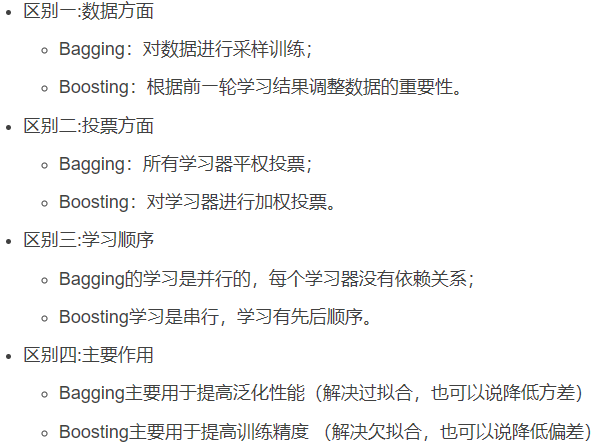 区别一:数据方面
Bagging：对数据进行采样训练；
Boosting：根据前一轮学习结果调整数据的重要性。
区别二:投票方面
Bagging：所有学习器平权投票；
Boosting：对学习器进行加权投票。
区别三:学习顺序
Bagging的学习是并行的，每个学习器没有依赖关系；
Boosting学习是串行，学习有先后顺序。
区别四:主要作用
Bagging主要用于提高泛化性能（解决过拟合，也可以说降低方差）
Boosting主要用于提高训练精度 （解决欠拟合，也可以说降低偏差）